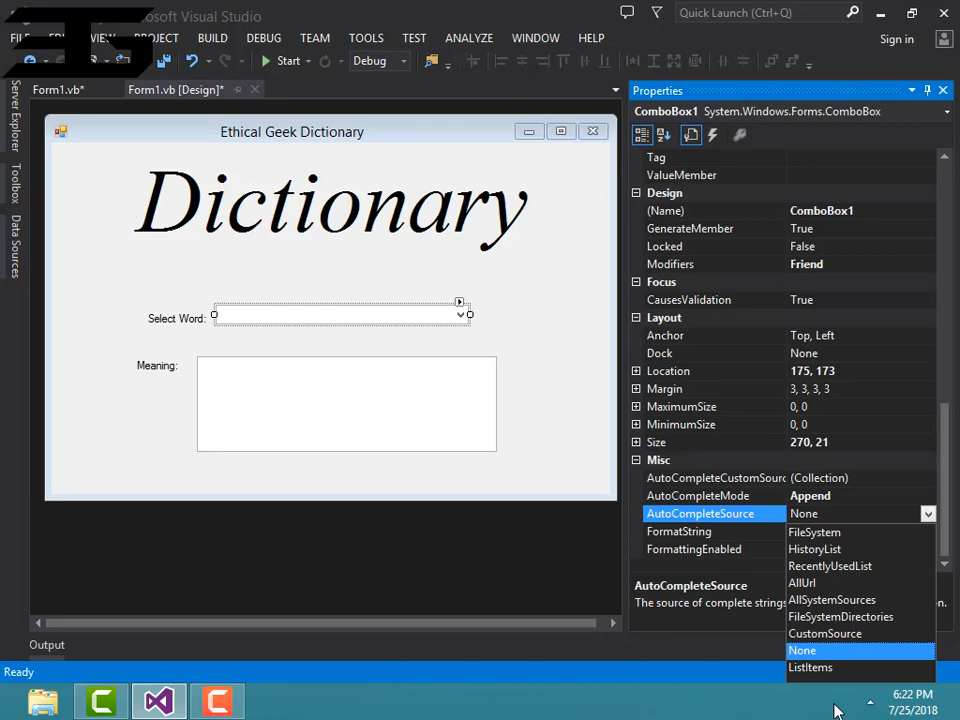 osoft Visual Studio
Quick Launch (Ctrl+Q)
PROJECT BUILD DEBUG TEAM TOOLS TEST ANALYZE WINDOW HELP
Sign in
Start Debug
Form1.vb* Form1.vb [Design]*
Server Explorer
Toolbox
Data Sources
Ethical Geek Dictionary
Dictionary
Select Word:
Meaning:
Properties
ComboBox1 System.Windows.Forms.ComboBox
Tag
ValueMember
Design
(Name) ComboBox1
GenerateMember True
Locked False
Modifiers Friend
Focus
CausesValidation True
Layout
Anchor Top, Left
Dock None
Location 175, 173
Margin 3, 3, 3, 3
MaximumSize 0, 0
MinimumSize 0, 0
Size 270, 21
Misc
AutoCompleteCustomSourc (Collection)
AutoCompleteMode Append
AutoCompleteSource None
FormatString
FormattingEnabled
FileSystem
HistoryList
RecentlyUsedList
AllUrl
AllSystemSources
FileSystemDirectories
CustomSource
None
ListItems
AutoCompleteSource
The source of complete strings
Output
Ready
6:22 PM
7/25/2018